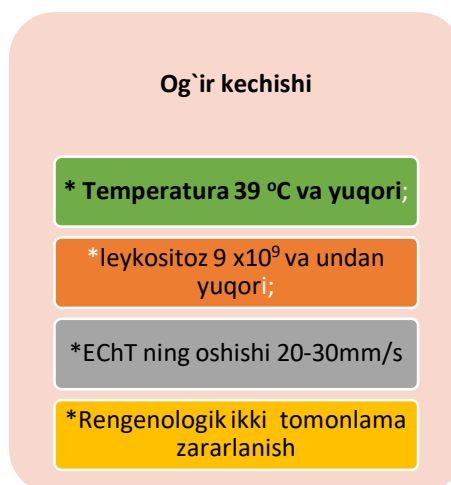 Og`ir kechishi
* Temperatura 39 ⁰C va yuqori;
*leykositoz 9 x10⁹ va undan
yuqori;
*EChT ning oshishi 20-30mm/s
*Rengenologik ikki tomonlama
zararlanish